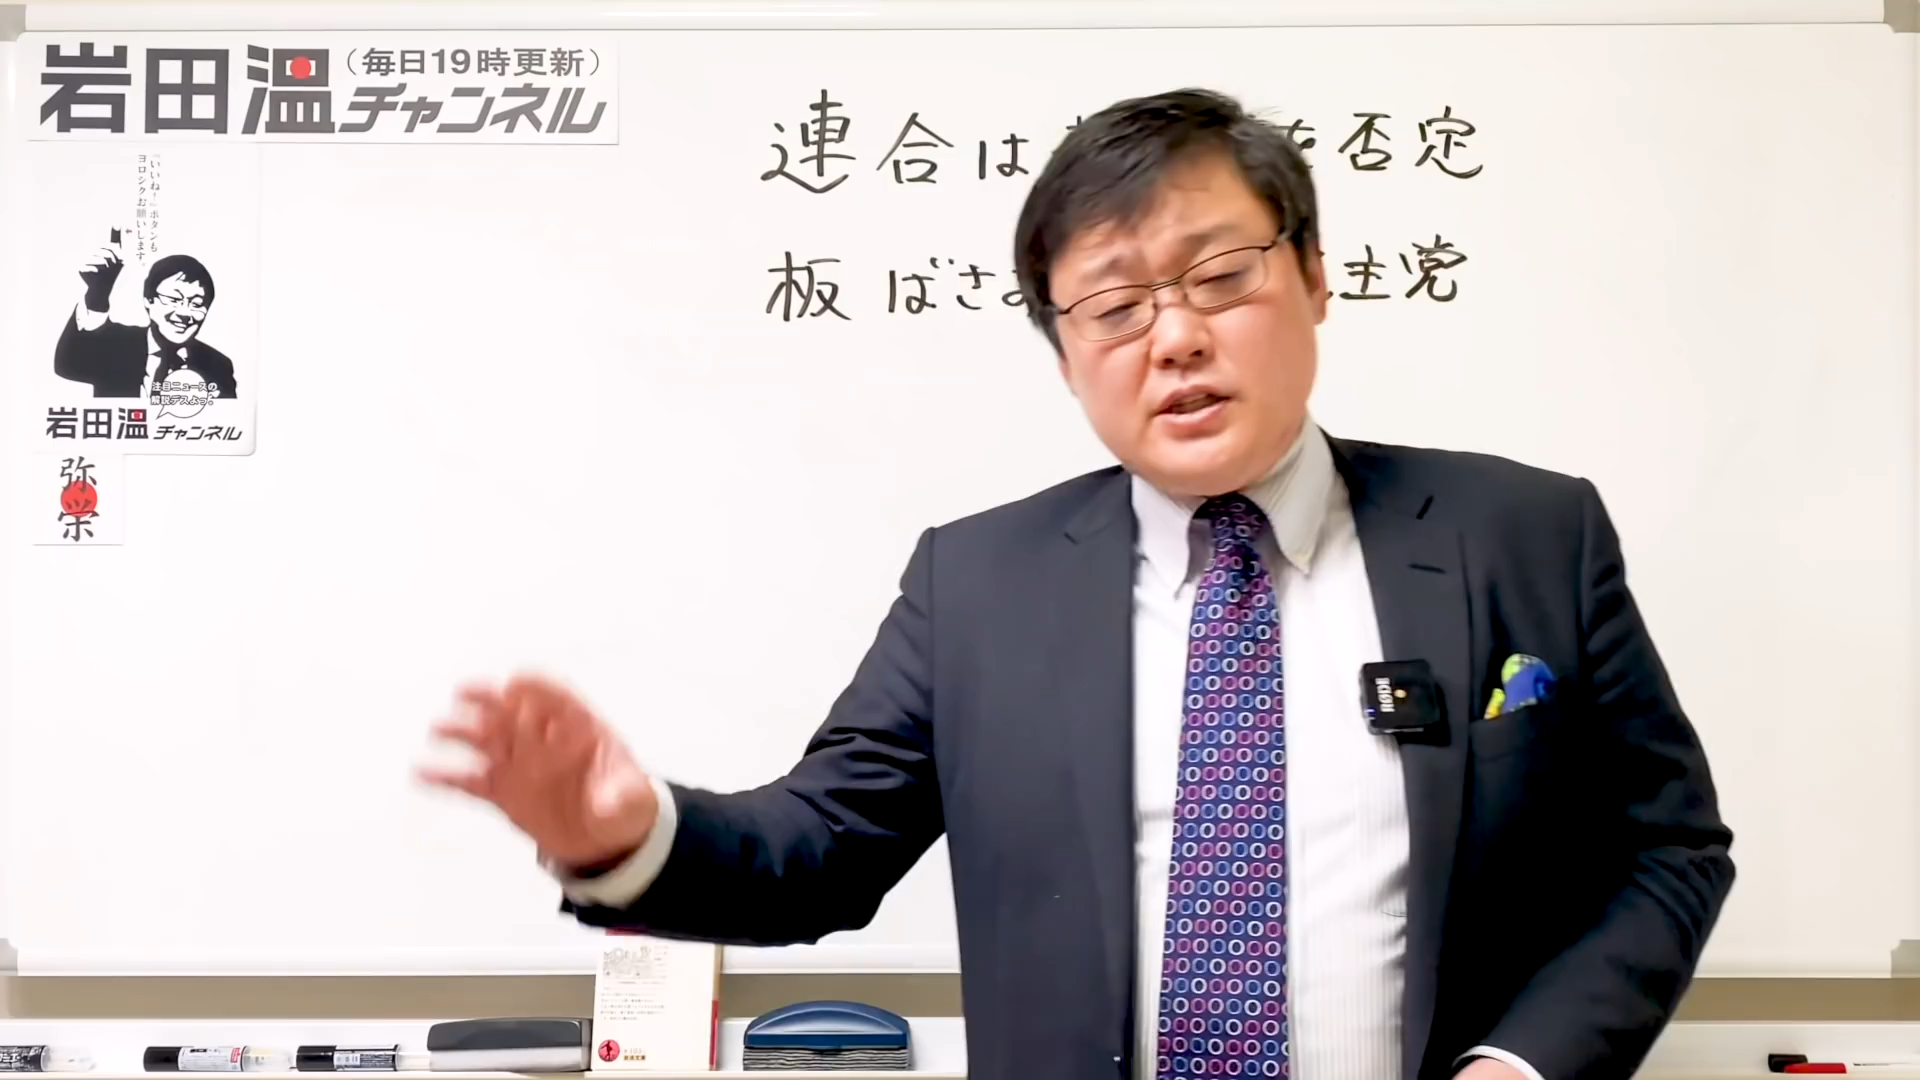 岩田温(毎日19時更新)
チャンネル
『いいね!』ボタンも
ヨロシクお願いします。
注目ニュースの
解説デスよっ。
岩田温チャンネル
弥栄
連合は を否定
板ばさ 主党
RØDE